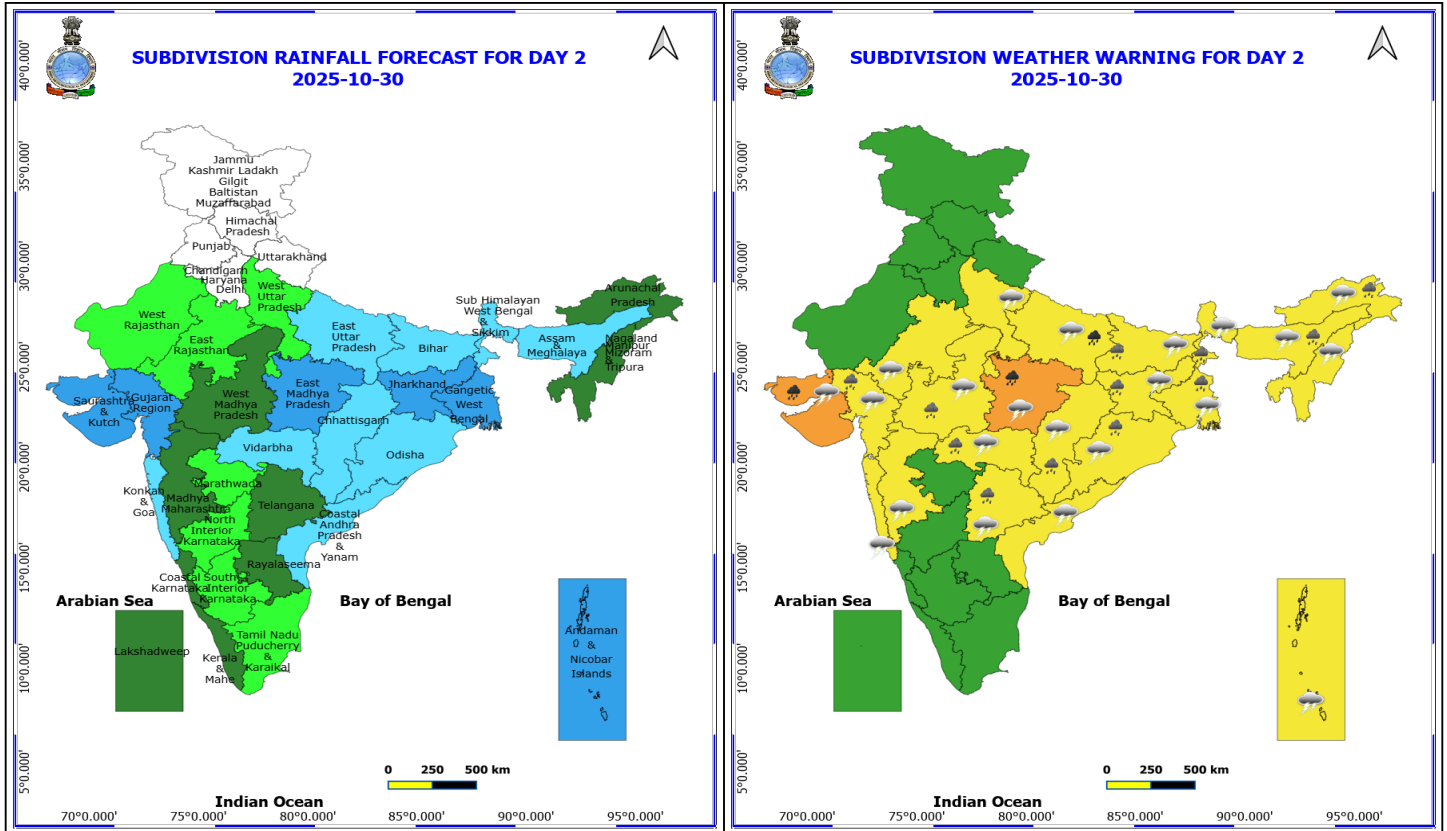 SUBDIVISION RAINFALL FORECAST FOR DAY 2
2025-10-30
40°0.000'
35°0.000'
30°0.000'
25°0.000'
20°0.000'
15°0.000'
10°0.000'
5°0.000'
Jammu
Kashmir Ladakh
Gilgit
Baltistan
Muzaffarabad
Himachal
Pradesh
Punjab
Uttarakhand
Chandigarh
Haryana
Delhi
West
Uttar
Pradesh
West
Rajasthan
East
Rajasthan
East
Uttar
Pradesh
Bihar
Sub Himalayan
West Bengal
&
Sikkim
Arunachal
Pradesh
Assam
&
Meghalaya
Nagaland
Manipur
Mizoram
&
Tripura
Saurashtra
&
Kutch
Gujarat
Region
West
Madhya
Pradesh
East
Madhya
Pradesh
Jharkhand
Gangetic
West
Bengal
Chhattisgarh
Vidarbha
Odisha
Konkan
&
Goa
Madhya
Maharashtra
Marathwada
North
Interior
Karnataka
Telangana
Coastal
Andhra
Pradesh
&
Yanam
Rayalaseema
Coastal
Karnataka
South
Interior
Karnataka
Arabian Sea
Bay of Bengal
Lakshadweep
Kerala
&
Mahe
Tamil Nadu
Puducherry
&
Karaikal
Andaman
&
Nicobar
Islands
0 250 500 km
Indian Ocean
70°0.000' 75°0.000' 80°0.000' 85°0.000' 90°0.000' 95°0.000'
SUBDIVISION WEATHER WARNING FOR DAY 2
2025-10-30
40°0.000'
35°0.000'
30°0.000'
25°0.000'
20°0.000'
15°0.000'
10°0.000'
5°0.000'
Arabian Sea
Bay of Bengal
0 250 500 km
Indian Ocean
70°0.000' 75°0.000' 80°0.000' 85°0.000' 90°0.000' 95°0.000'